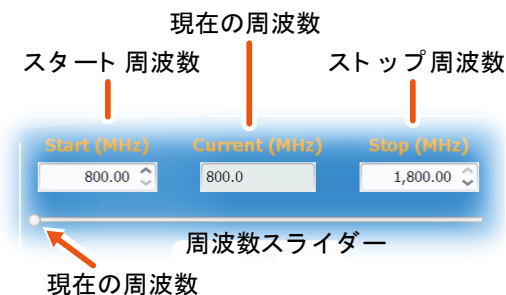 現在の周波数
スタート 周波数
ストップ周波数
Start (MHz)
Current (MHz)
Stop (MHz)
800.00
800.0
1,800.00
周波数スライダー
現在の周波数